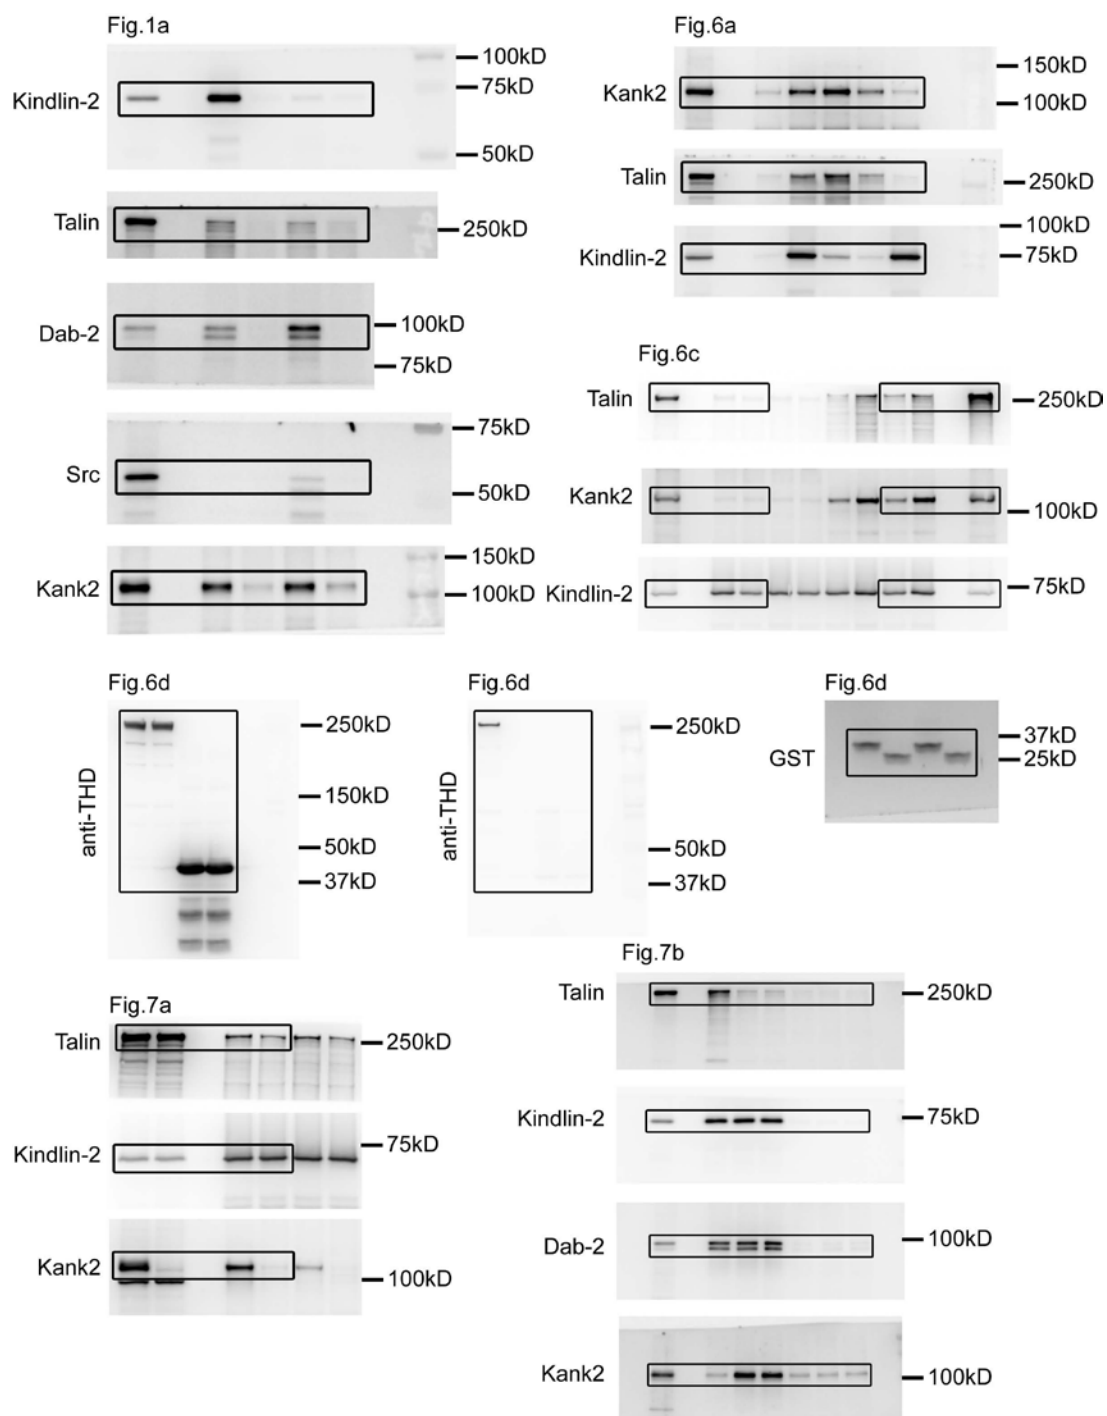 Fig.1a
Kindlin-2
100kD
75kD
50kD
Talin
250kD
Dab-2
100kD
75kD
Src
75kD
50kD
Kank2
150kD
100kD
Fig.6a
Kank2
150kD
100kD
Talin
250kD
Kindlin-2
100kD
75kD
Fig.6c
Talin
250kD
Kank2
100kD
Kindlin-2
75kD
Fig.6d
anti-THD
250kD
150kD
50kD
37kD
Fig.6d
anti-THD
250kD
50kD
37kD
Fig.6d
GST
37kD
25kD
Fig.7a
Talin
250kD
Kindlin-2
75kD
Kank2
100kD
Fig.7b
Talin
250kD
Kindlin-2
75kD
Dab-2
100kD
Kank2
100kD